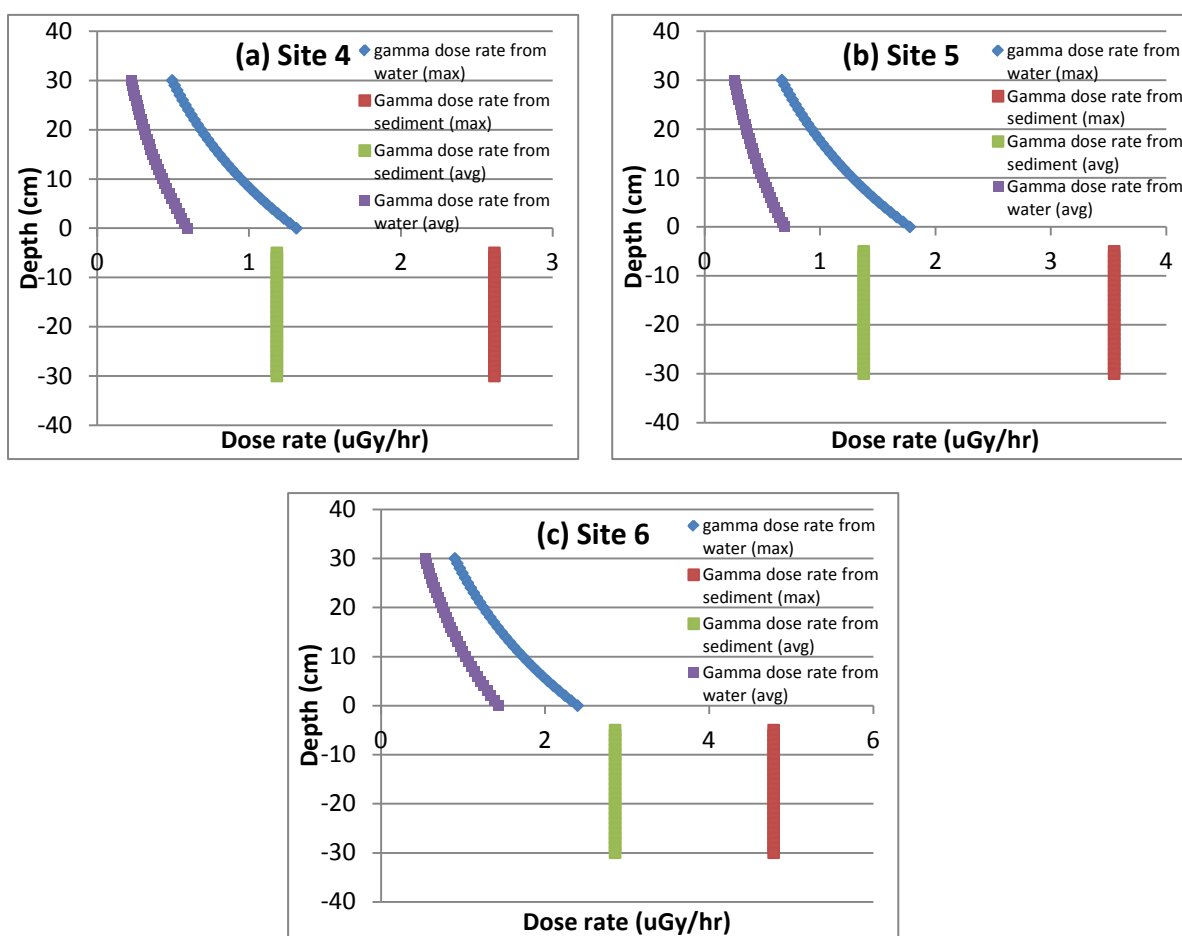 (a) Site 4
gamma dose rate from
water (max)
Gamma dose rate from
sediment (max)
Gamma dose rate from
sediment (avg)
Gamma dose rate from
water (avg)
40
30
20
10
0
-10
-20
-30
-40
0
1
2
3
Depth (cm)
Dose rate (uGy/hr)
(b) Site 5
gamma dose rate from
water (max)
Gamma dose rate from
sediment (max)
Gamma dose rate from
sediment (avg)
Gamma dose rate from
water (avg)
40
30
20
10
0
-10
-20
-30
-40
0
1
2
3
4
Depth (cm)
Dose rate (uGy/hr)
(c) Site 6
gamma dose rate from
water (max)
Gamma dose rate from
sediment (max)
Gamma dose rate from
sediment (avg)
Gamma dose rate from
water (avg)
40
30
20
10
0
-10
-20
-30
-40
0
2
4
6
Depth (cm)
Dose rate (uGy/hr)